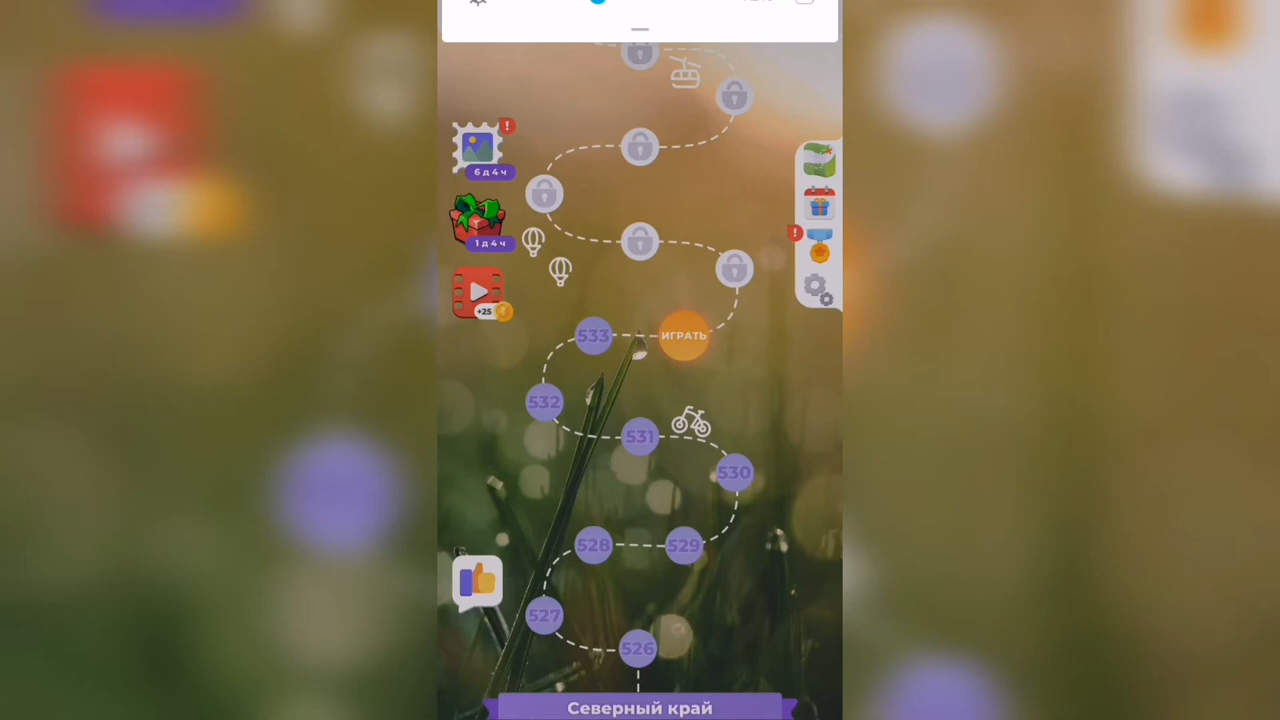 6 д 4 ч
1 д 4 ч
+25
533
ИГРАТЬ
532
531
530
528
529
527
526
Северный край